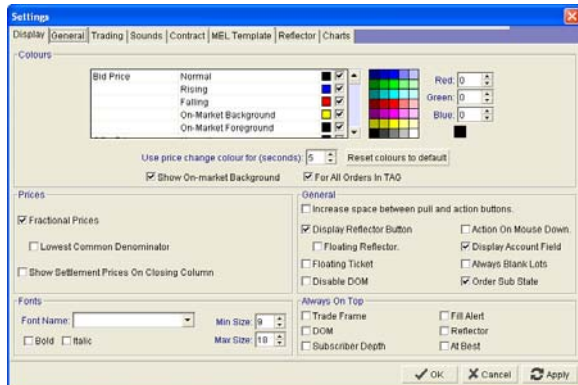 Settings
Display General Trading Sounds Contract MEL Template Reflector Charts
Colours
Bid Price Normal
Rising
Falling
On-Market Background
On-Market Foreground
Red: 0
Green: 0
Blue: 0
Use price change colour for (seconds): 5 Reset colours to default
Show On-market Background For All Orders In TAG
Prices
Fractional Prices
Lowest Common Denominator
Show Settlement Prices On Closing Column
General
Increase space between pull and action buttons.
Display Reflector Button Action On Mouse Down.
Floating Reflector. Display Account Field
Floating Ticket Always Blank Lots
Disable DOM Order Sub State
Fonts
Font Name: Min Size: 9
Bold Italic Max Size: 18
Always On Top
Trade Frame Fill Alert
DOM Reflector
Subscriber Depth At Best
OK Cancel Apply